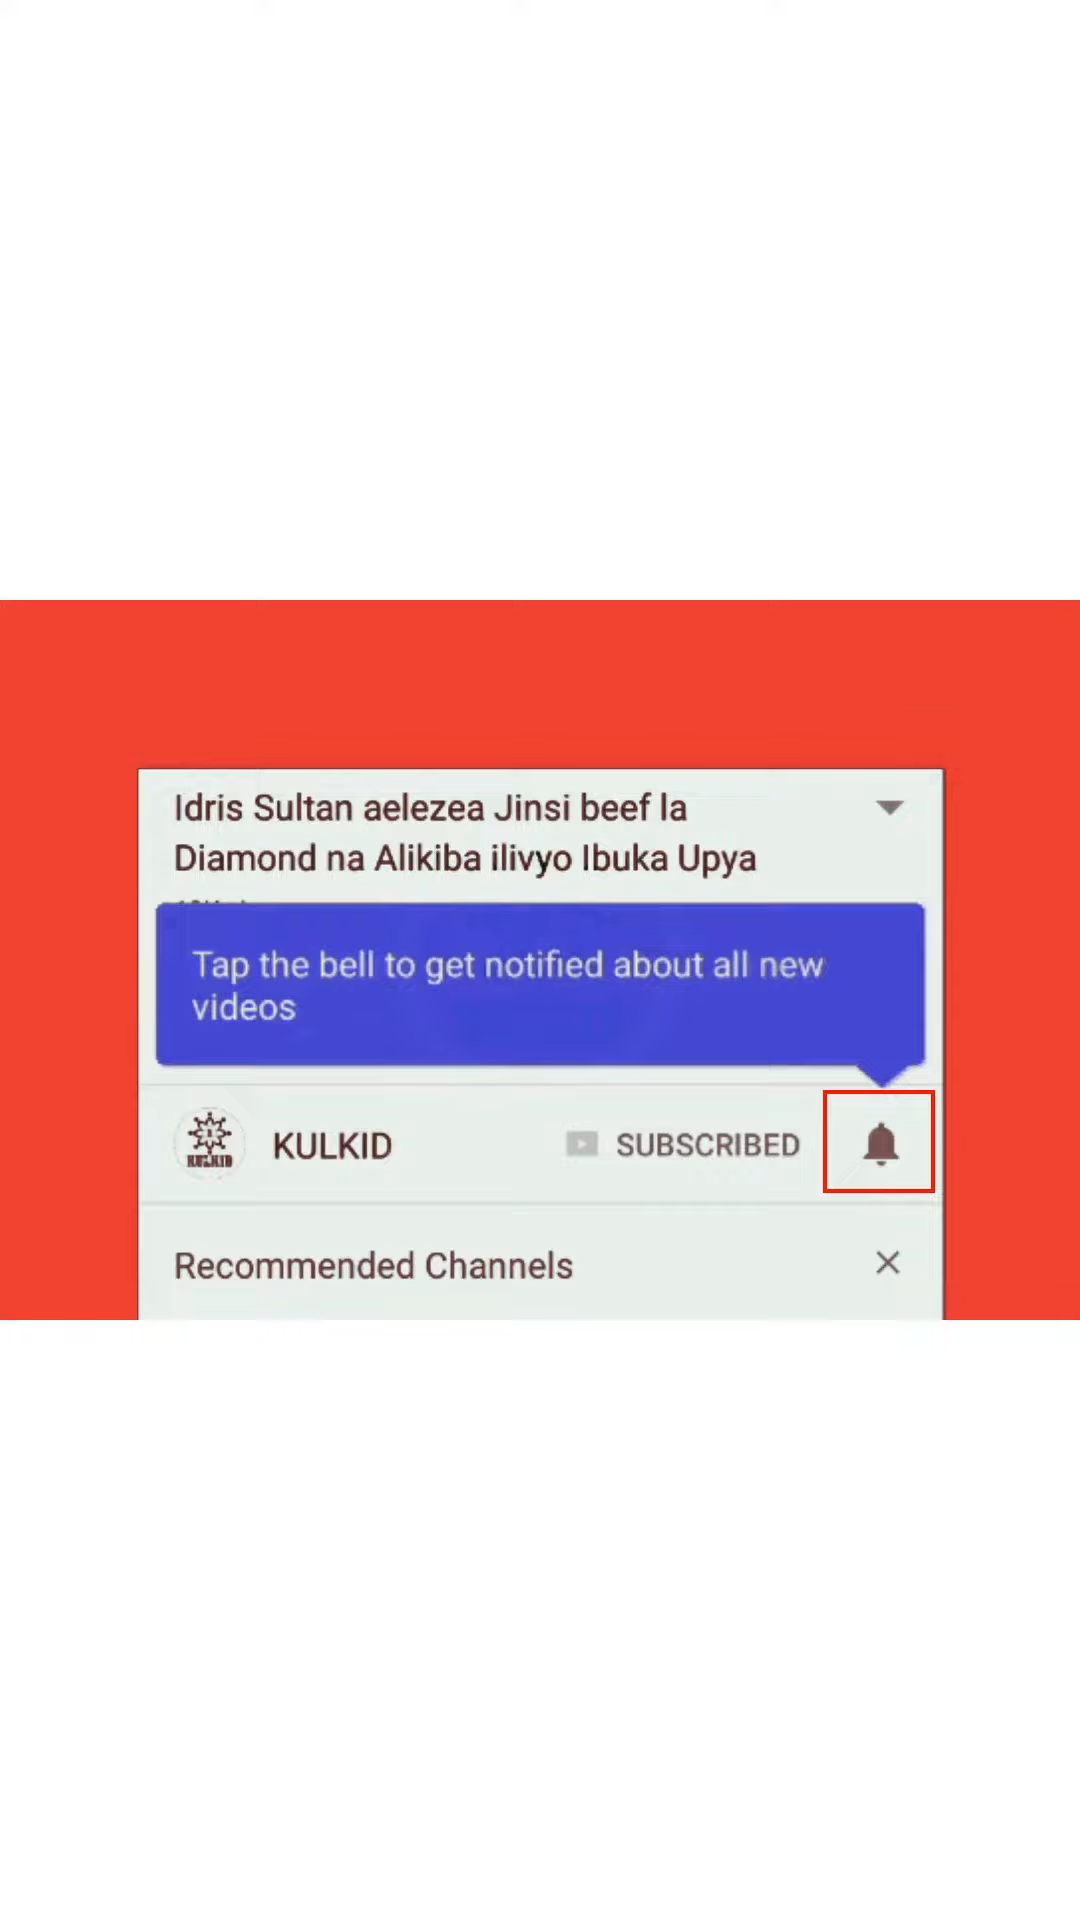 Idris Sultan aelezea Jinsi beef la
Diamond na Alikiba ilivyo Ibuka Upya
Tap the bell to get notified about all new
videos
KULKID
KULKID SUBSCRIBED
Recommended Channels